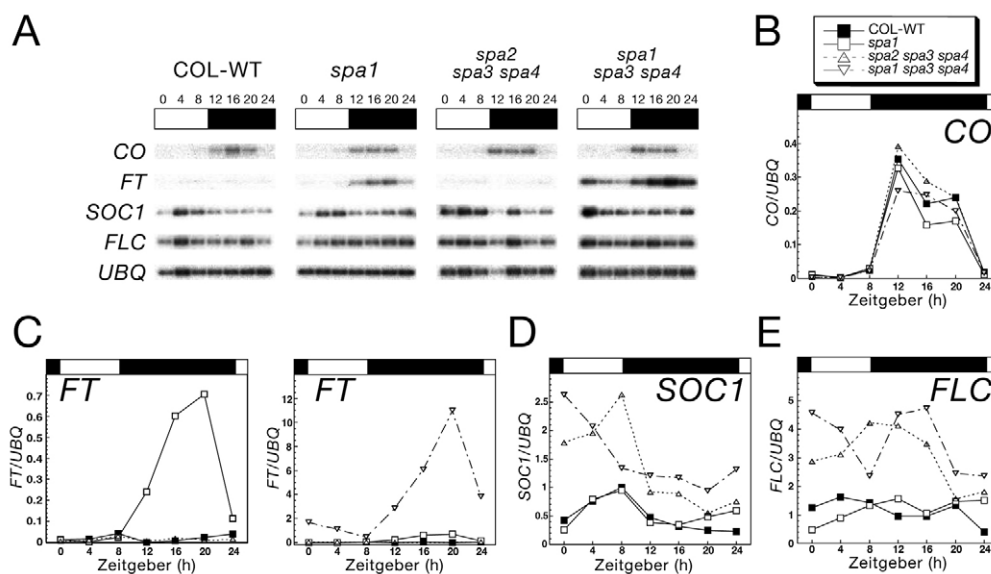 A
COL-WT
spa1
spa2
spa3 spa4
spa1
spa3 spa4
0 4 8 12 16 20 24
0 4 8 12 16 20 24
0 4 8 12 16 20 24
0 4 8 12 16 20 24
CO
FT
SOC1
FLC
UBQ
B
COL-WT
spa1
spa2 spa3 spa4
spa1 spa3 spa4
CO
CO/UBQ
0.4
0.3
0.2
0.1
0
0 4 8 12 16 20 24
Zeitgeber (h)
C
FT
FT/UBQ
0.7
0.6
0.5
0.4
0.3
0.2
0.1
0
0 4 8 12 16 20 24
Zeitgeber (h)
FT
FT/UBQ
12
10
8
6
4
2
0
0 4 8 12 16 20 24
Zeitgeber (h)
D
SOC1
SOC1/UBQ
2.5
2
1.5
1
0.5
0
0 4 8 12 16 20 24
Zeitgeber (h)
E
FLC
FLC/UBQ
5
4
3
2
1
0
0 4 8 12 16 20 24
Zeitgeber (h)